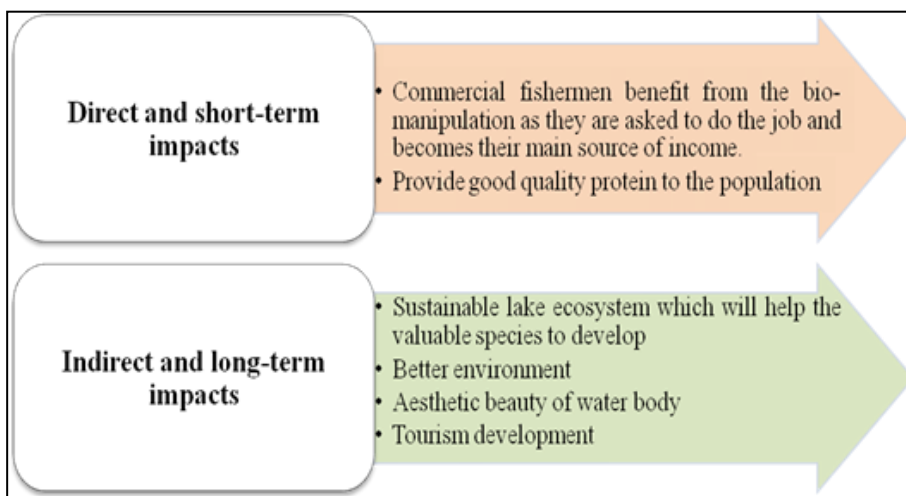 Direct and short-term
impacts
• Commercial fishermen benefit from the bio-
manipulation as they are asked to do the job and
becomes their main source of income.
• Provide good quality protein to the population
Indirect and long-term
impacts
• Sustainable lake ecosystem which will help the
valuable species to develop
• Better environment
• Aesthetic beauty of water body
• Tourism development